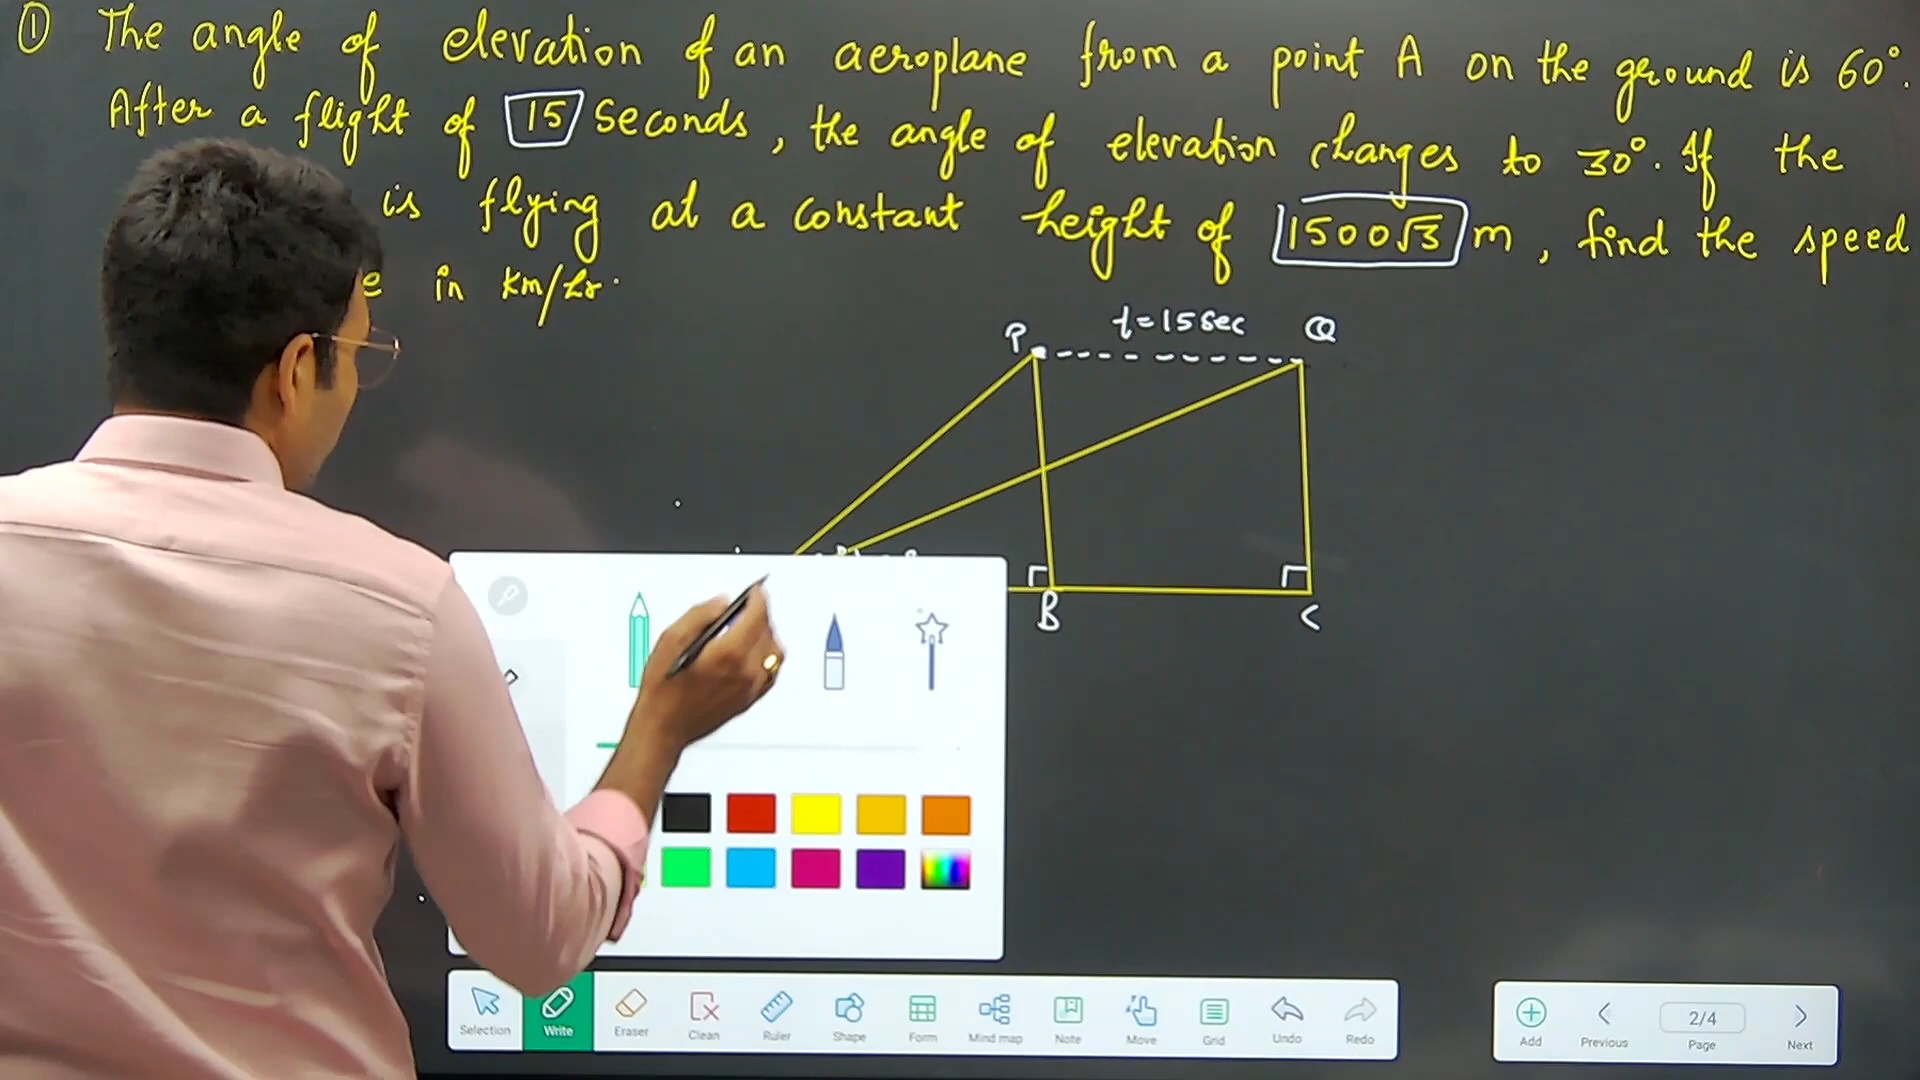 ① The angle of elevation of an aeroplane from a point A on the ground is 60°.
After a flight of 15 seconds, the angle of elevation changes to 30°. If the
is flying at a constant height of 1500√3 m, find the speed
e in km/hr.
P t=15sec Q
B C
Selection Write Eraser Clean Ruler Shape Form Mind map Note Move Grid Undo Redo
Add Previous 2/4 Page Next